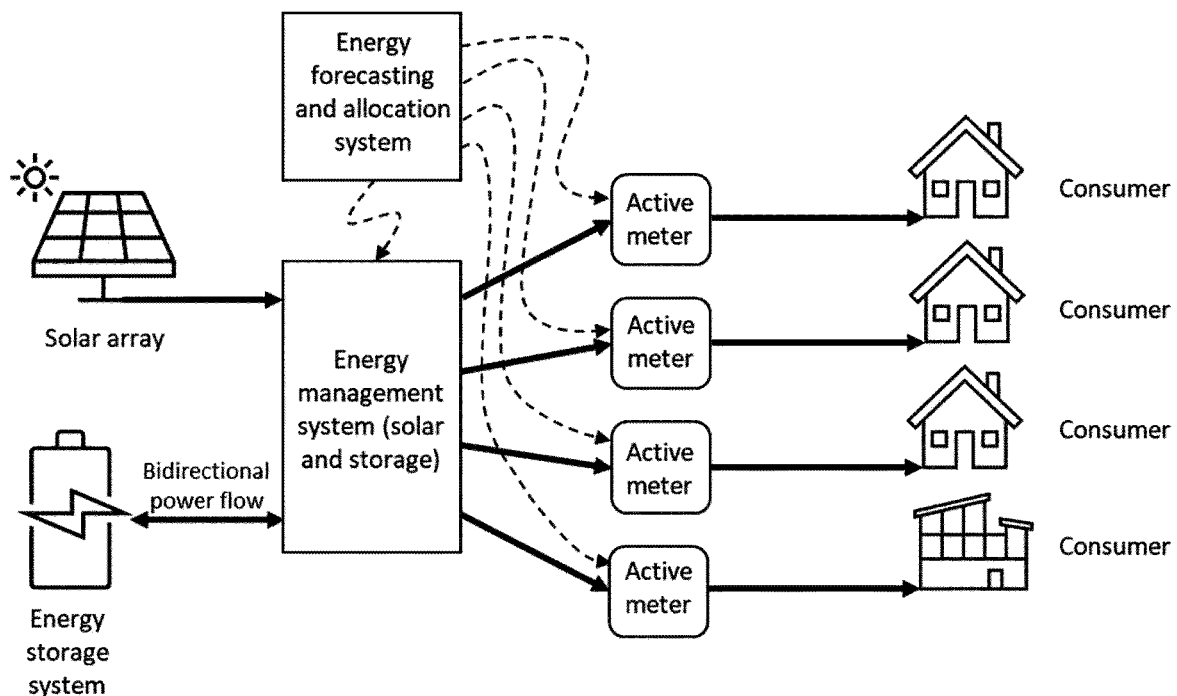 Energy
forecasting
and allocation
system
Active
meter
Consumer
Solar array
Energy
management
system (solar
and storage)
Active
meter
Consumer
Active
meter
Consumer
Bidirectional
power flow
Active
meter
Consumer
Energy
storage
system